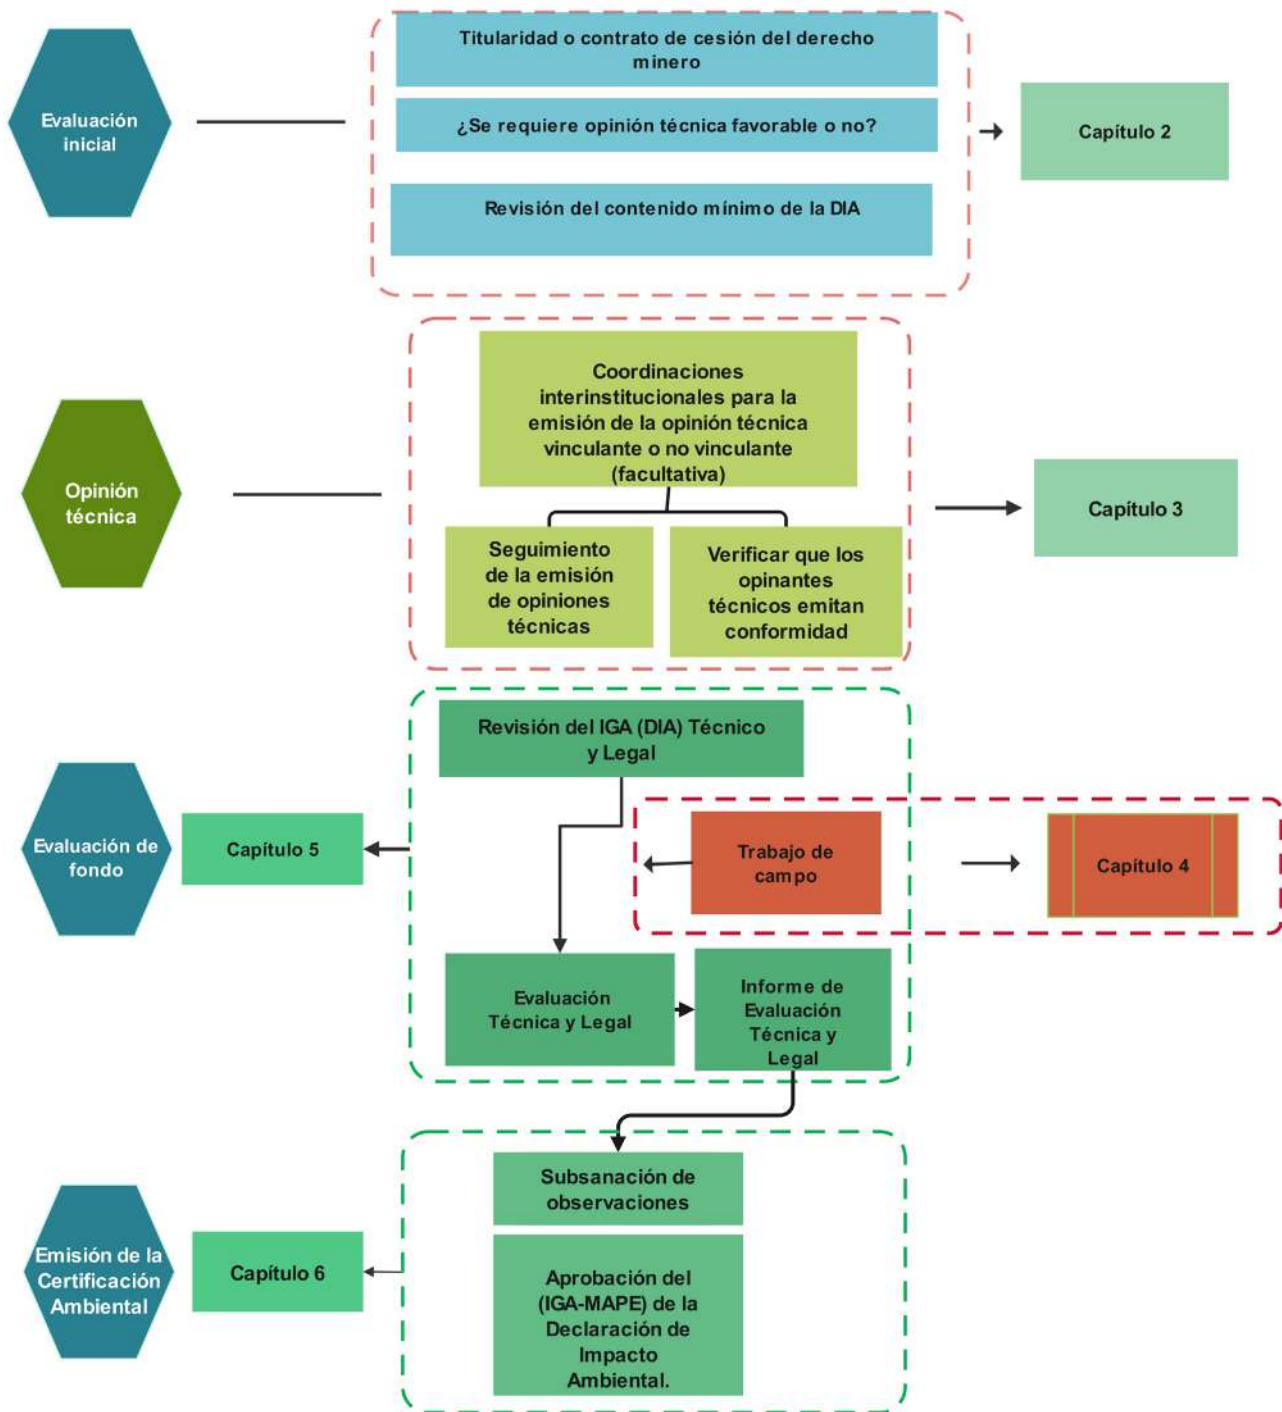 Titularidad o contrato de cesión del derecho
minero
Evaluación
inicial
¿Se requiere opinión técnica favorable o no?
Capítulo 2
Revisión del contenido mínimo de la DIA
Coordinaciones
interinstitucionales para la
emisión de la opinión técnica
vinculante o no vinculante
(facultativa)
Opinión
técnica
Capítulo 3
Seguimiento
de la emisión
de opiniones
técnicas
Verificar que los
opinantes
técnicos emitan
conformidad
Revisión del IGA (DIA) Técnico
y Legal
Evaluación de
fondo
Capítulo 5
Trabajo de
campo
Capítulo 4
Evaluación
Técnica y Legal
Informe de
Evaluación
Técnica y
Legal
Subsanación de
observaciones
Emisión de la
Certificación
Ambiental
Capítulo 6
Aprobación del
(IGA-MAPE) de la
Declaración de
Impacto
Ambiental.